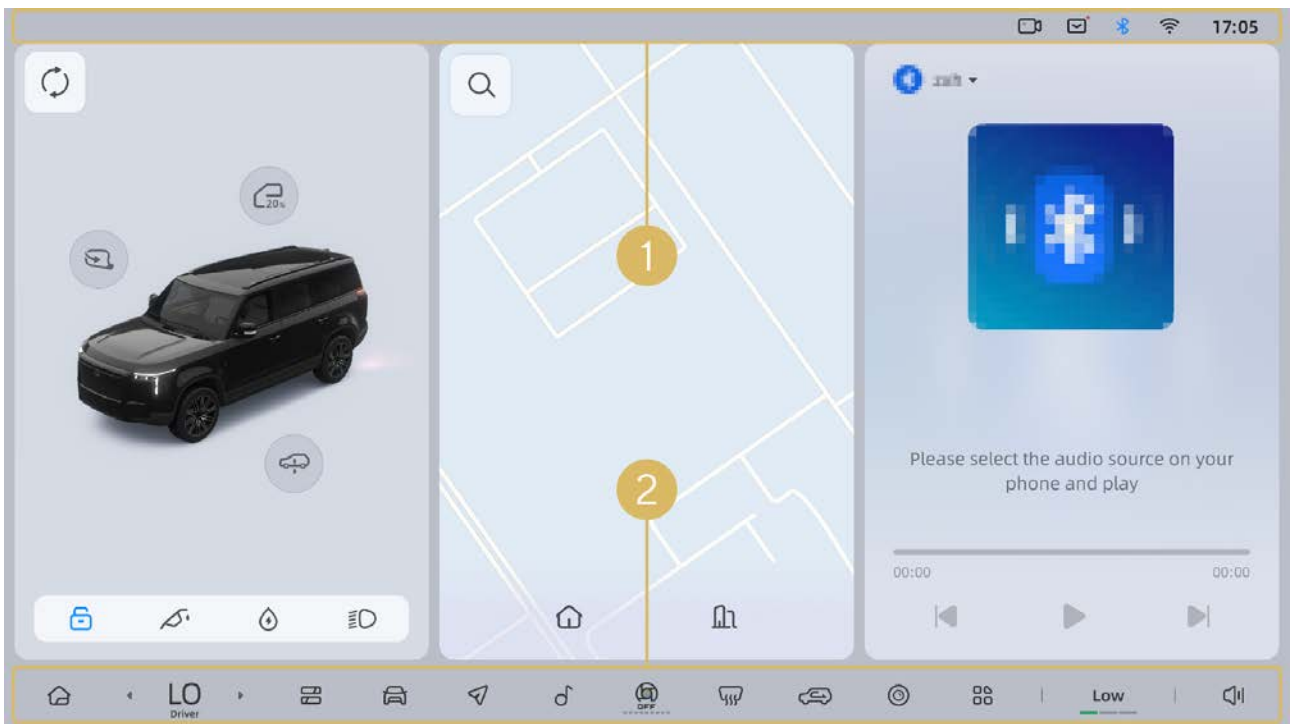 17:05
20%
1
Please select the audio source on your
phone and play
2
00:00 00:00
LO
Driver
OFF
Low